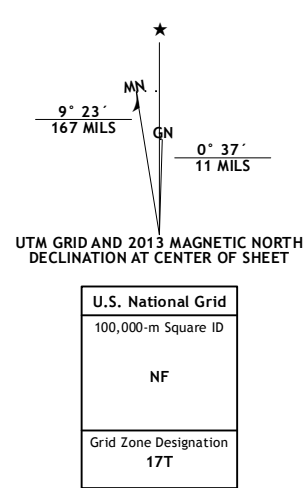 ★
MN
9° 23´
167 MILS
GN
0° 37´
11 MILS
UTM GRID AND 2013 MAGNETIC NORTH
DECLINATION AT CENTER OF SHEET
U.S. National Grid
100,000-m Square ID
NF
Grid Zone Designation
17T